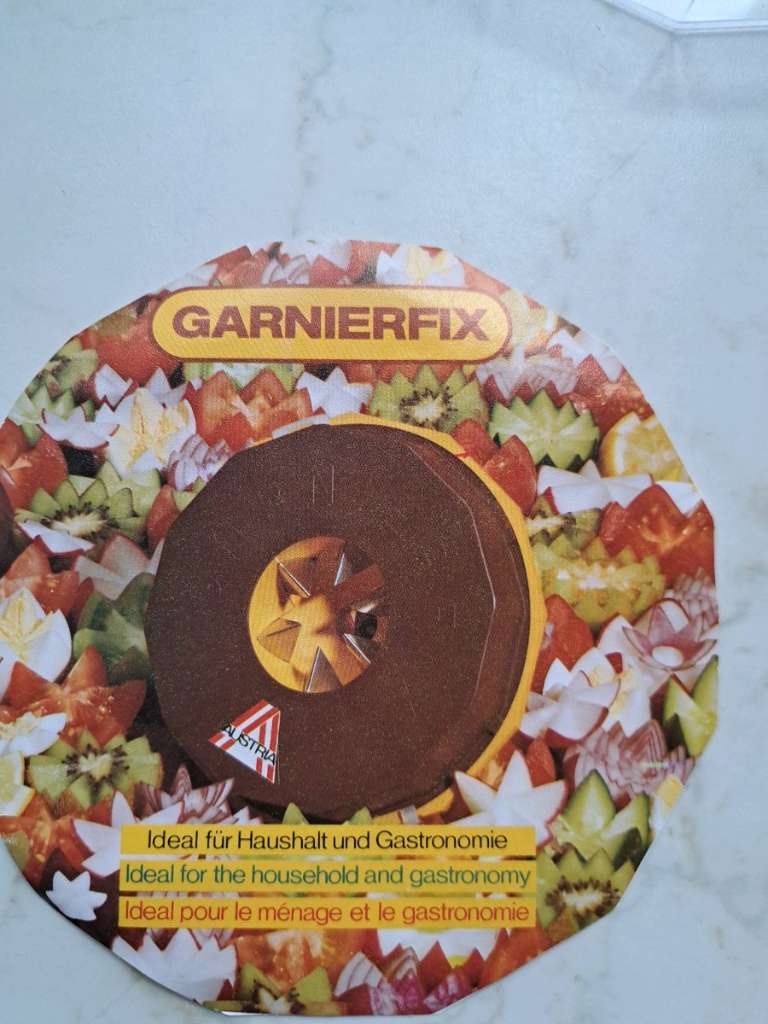 GARNIERFIX
AUSTRIA
Ideal für Haushalt und Gastronomie
Ideal for the household and gastronomy
Ideal pour le ménage et le gastronomie